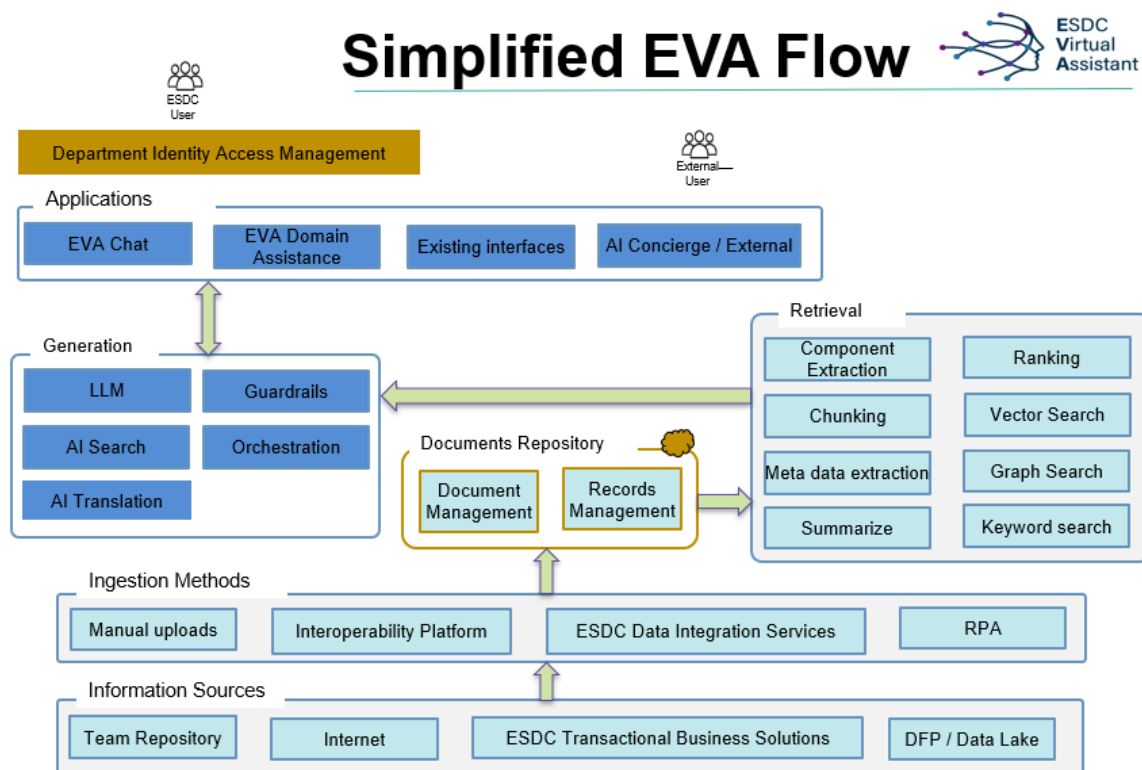 Simplified EVA Flow
ESDC
Virtual
Assistant
ESDC
User
Department Identity Access Management
External
User
Applications
EVA Chat
EVA Domain
Assistance
Existing interfaces
AI Concierge / External
Retrieval
Component
Extraction
Ranking
Chunking
Vector Search
Meta data extraction
Graph Search
Summarize
Keyword search
Generation
LLM
Guardrails
AI Search
Orchestration
AI Translation
Documents Repository
Document
Management
Records
Management
Ingestion Methods
Manual uploads
Interoperability Platform
ESDC Data Integration Services
RPA
Information Sources
Team Repository
Internet
ESDC Transactional Business Solutions
DFP / Data Lake